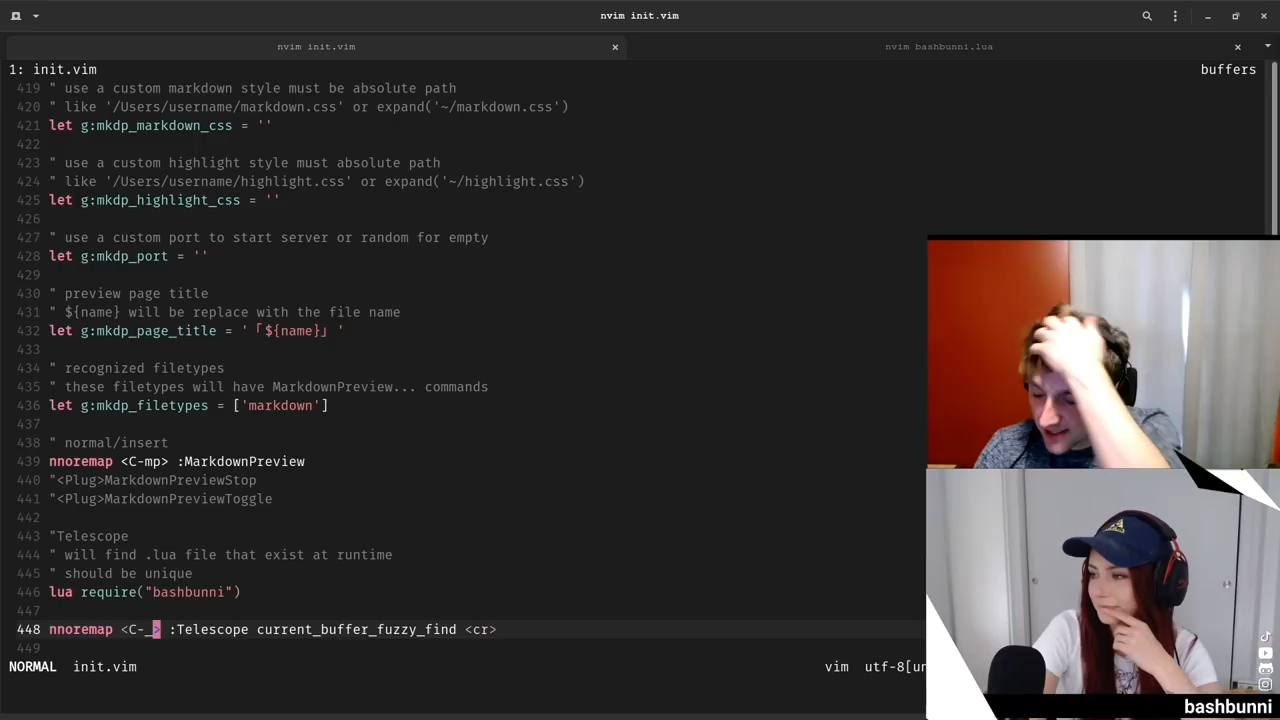 nvim init.vim
nvim init.vim
nvim bashbunni.lua
1: init.vim
buffers
419 " use a custom markdown style must be absolute path
420 " like '/Users/username/markdown.css' or expand('~/markdown.css')
421 let g:mkdp_markdown_css = ''
422
423 " use a custom highlight style must absolute path
424 " like '/Users/username/highlight.css' or expand('~/highlight.css')
425 let g:mkdp_highlight_css = ''
426
427 " use a custom port to start server or random for empty
428 let g:mkdp_port = ''
429
430 " preview page title
431 " ${name} will be replace with the file name
432 let g:mkdp_page_title = '「${name}」'
433
434 " recognized filetypes
435 " these filetypes will have MarkdownPreview... commands
436 let g:mkdp_filetypes = ['markdown']
437
438 " normal/insert
439 nnoremap <C-mp> :MarkdownPreview
440 "<Plug>MarkdownPreviewStop
441 "<Plug>MarkdownPreviewToggle
442
443 "Telescope
444 " will find .lua file that exist at runtime
445 " should be unique
446 lua require("bashbunni")
447
448 nnoremap <C-_> :Telescope current_buffer_fuzzy_find <cr>
449
NORMAL init.vim
vim utf-8[un
bashbunni